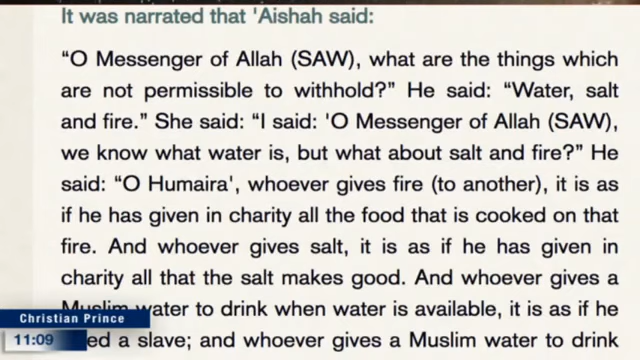 It was narrated that 'Aishah said:
“O Messenger of Allah (SAW), what are the things which
are not permissible to withhold?” He said: “Water, salt
and fire.” She said: “I said: 'O Messenger of Allah (SAW),
we know what water is, but what about salt and fire?” He
said: “O Humaira', whoever gives fire (to another), it is as
if he has given in charity all the food that is cooked on that
fire. And whoever gives salt, it is as if he has given in
charity all that the salt makes good. And whoever gives a
Muslim water to drink when water is available, it is as if he
Christian Prince
11:09
ed a slave; and whoever gives a Muslim water to drink